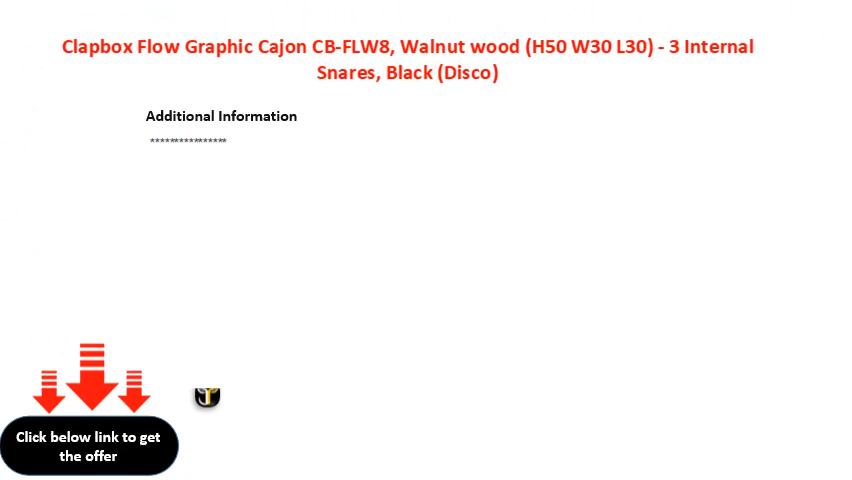 Clapbox Flow Graphic Cajon CB-FLW8, Walnut wood (H50 W30 L30) - 3 Internal
Snares, Black (Disco)
Additional Information
****************
Click below link to get
the offer